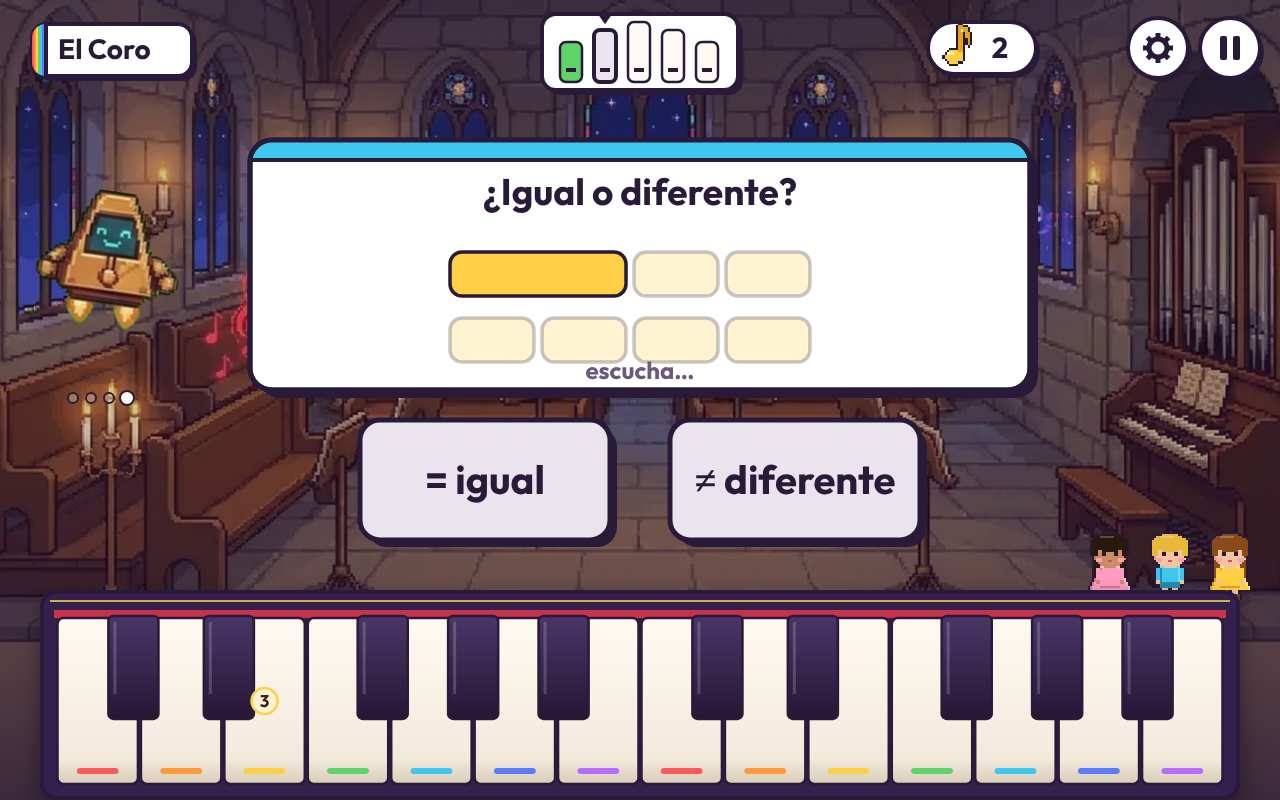 El Coro
2
¿Igual o diferente?
escucha...
= igual
≠ diferente
3